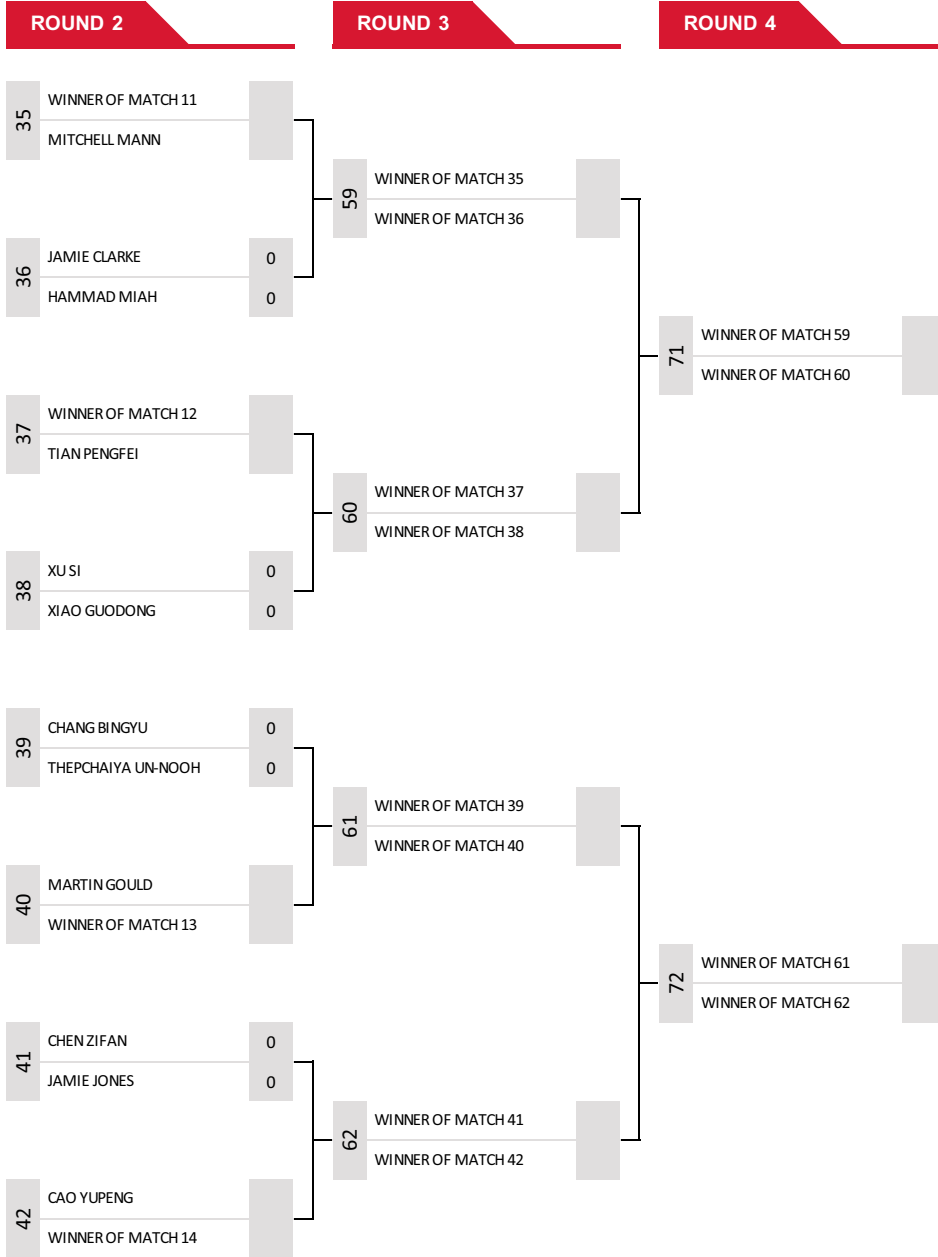 ROUND 2
ROUND 3
ROUND 4
35
WINNER OF MATCH 11
MITCHELL MANN
36
JAMIE CLARKE 0
HAMMAD MIAH 0
59
WINNER OF MATCH 35
WINNER OF MATCH 36
37
WINNER OF MATCH 12
TIAN PENGFEI
38
XU SI 0
XIAO GUODONG 0
60
WINNER OF MATCH 37
WINNER OF MATCH 38
71
WINNER OF MATCH 59
WINNER OF MATCH 60
39
CHANG BINGYU 0
THEPCHAIYA UN-NOOH 0
40
MARTIN GOULD
WINNER OF MATCH 13
61
WINNER OF MATCH 39
WINNER OF MATCH 40
41
CHEN ZIFAN 0
JAMIE JONES 0
42
CAO YUPENG
WINNER OF MATCH 14
62
WINNER OF MATCH 41
WINNER OF MATCH 42
72
WINNER OF MATCH 61
WINNER OF MATCH 62